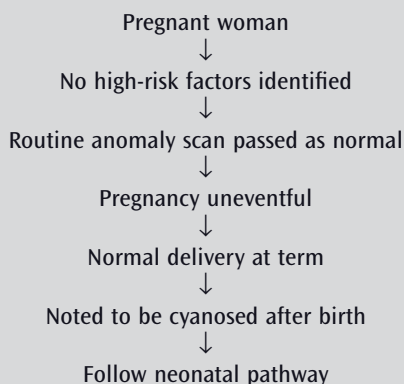 Pregnant woman
↓
No high-risk factors identified
↓
Routine anomaly scan passed as normal
↓
Pregnancy uneventful
↓
Normal delivery at term
↓
Noted to be cyanosed after birth
↓
Follow neonatal pathway